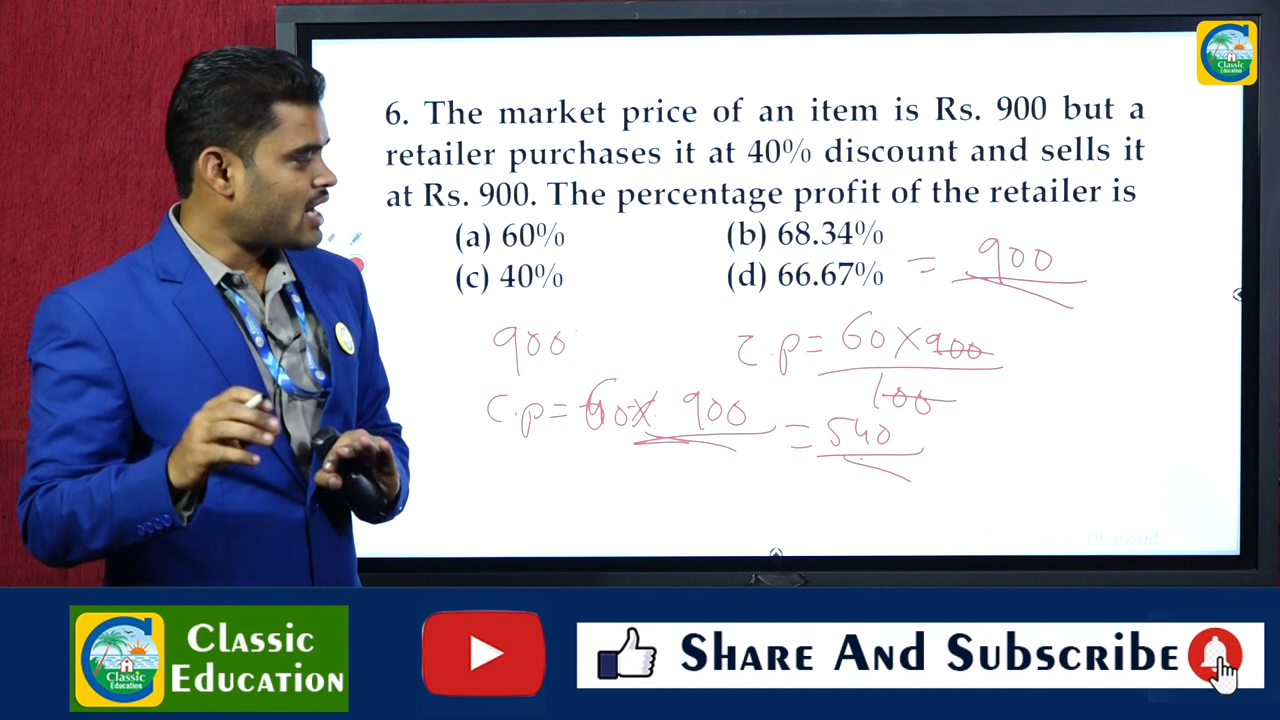 Classic
Education
6. The market price of an item is Rs. 900 but a
retailer purchases it at 40% discount and sells it
at Rs. 900. The percentage profit of the retailer is
(a) 60% (b) 68.34%
(c) 40% (d) 66.67%
= 900
900
C.p = 60 × 900
100
C.p = 60 × 900
= 540
Classic
Education
Classic
Education
Share And Subscribe